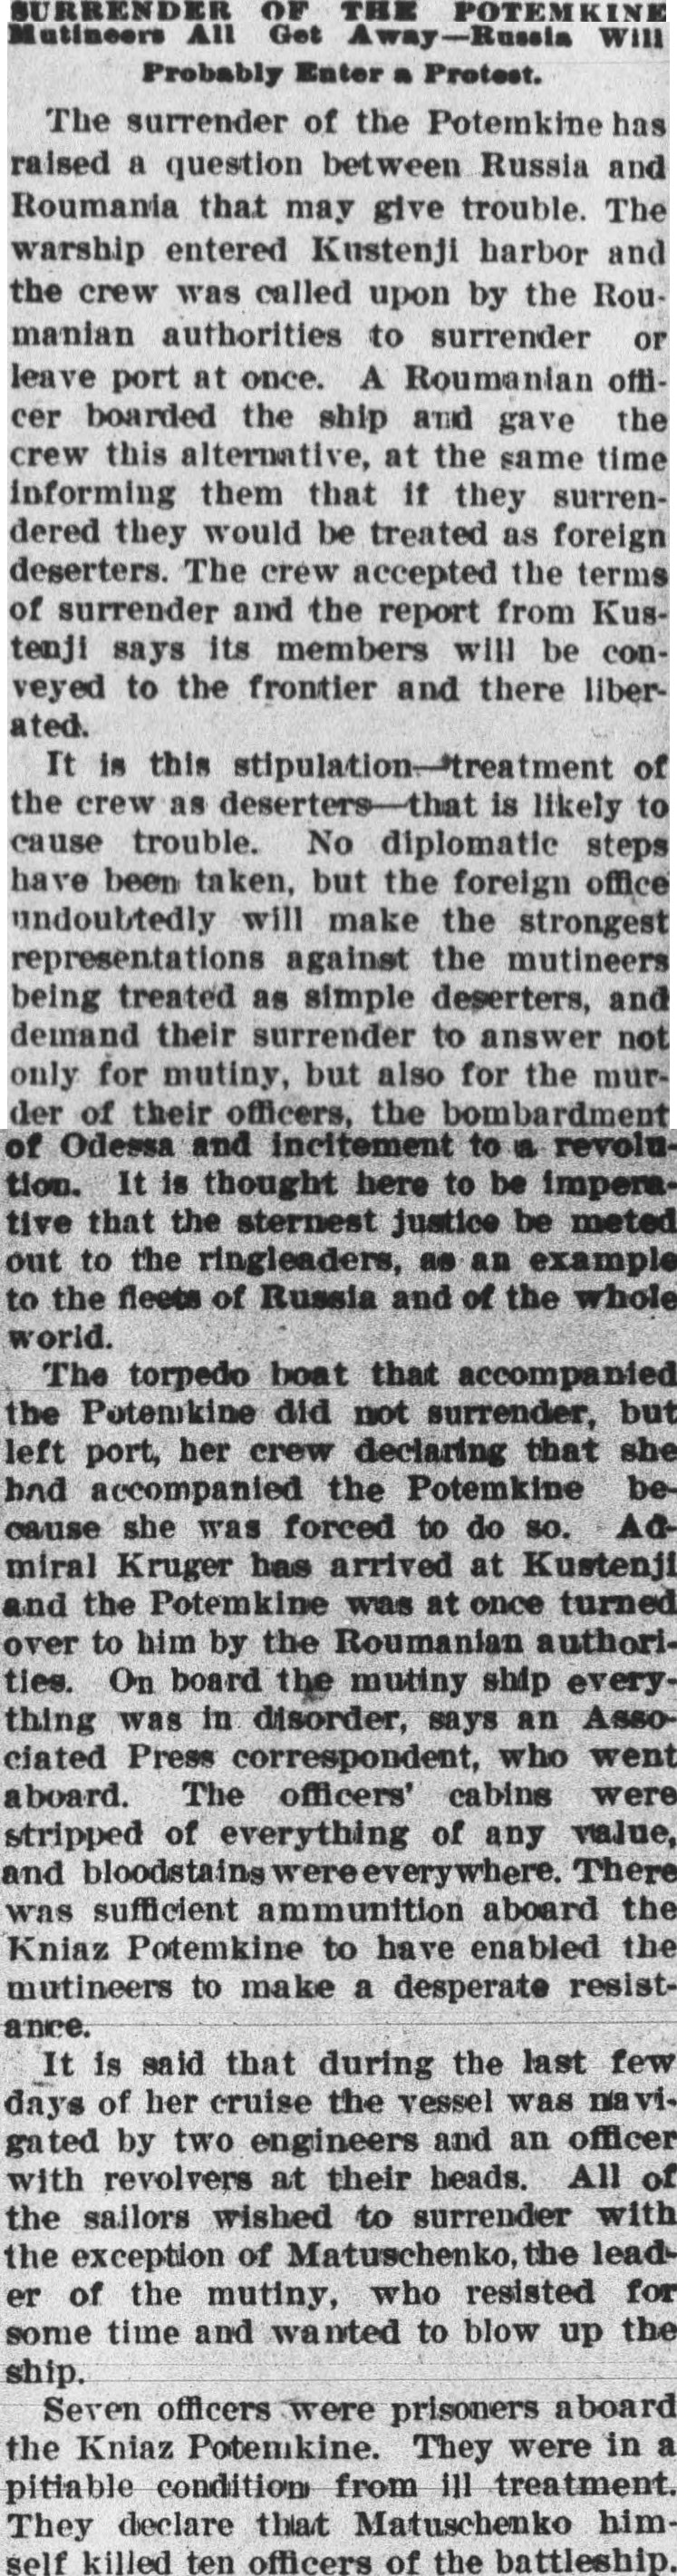 SURRENDER OF THE POTEMKINE
Mutineers All Get Away—Russia Will
Probably Enter a Protest.
The surrender of the Potemkine has
raised a question between Russia and
Roumania that may give trouble. The
warship entered Kustenji harbor and
the crew was called upon by the Rou-
manian authorities to surrender or
leave port at once. A Roumanian offi-
cer boarded the ship and gave the
crew this alternative, at the same time
informing them that if they surren-
dered they would be treated as foreign
deserters. The crew accepted the terms
of surrender and the report from Kus-
tenji says its members will be con-
veyed to the frontier and there liber-
ated.
It is this stipulation—treatment of
the crew as deserters—that is likely to
cause trouble. No diplomatic steps
have been taken, but the foreign office
undoubtedly will make the strongest
representations against the mutineers
being treated as simple deserters, and
demand their surrender to answer not
only for mutiny, but also for the mur-
der of their officers, the bombardment
of Odessa and incitement to a revolu-
tion. It is thought here to be impera-
tive that the sternest justice be meted
out to the ringleaders, as an example
to the fleets of Russia and of the whole
world.
The torpedo boat that accompanied
the Potemkine did not surrender, but
left port, her crew declaring that she
had accompanied the Potemkine be-
cause she was forced to do so. Ad-
miral Kruger has arrived at Kustenji
and the Potemkine was at once turned
over to him by the Roumanian authori-
ties. On board the mutiny ship every-
thing was in disorder, says an Asso-
ciated Press correspondent, who went
aboard. The officers' cabins were
stripped of everything of any value,
and bloodstains were everywhere. There
was sufficient ammunition aboard the
Kniaz Potemkine to have enabled the
mutineers to make a desperate resist-
ance.
It is said that during the last few
days of her cruise the vessel was navi-
gated by two engineers and an officer
with revolvers at their heads. All of
the sailors wished to surrender with
the exception of Matuschenko, the lead-
er of the mutiny, who resisted for
some time and wanted to blow up the
ship.
Seven officers were prisoners aboard
the Kniaz Potemkine. They were in a
pitiable condition from ill treatment.
They declare that Matuschenko him-
self killed ten officers of the battleship.